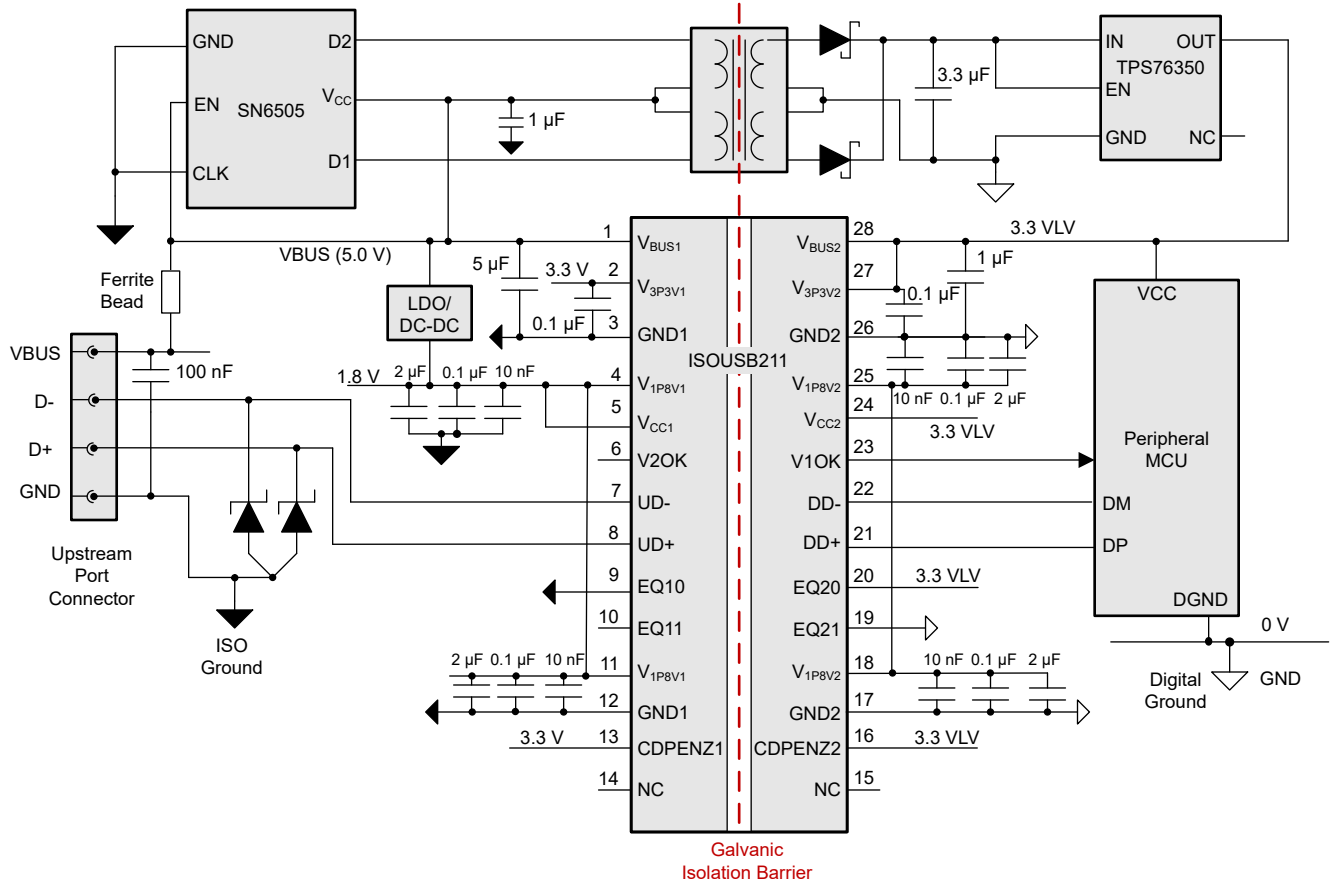 GND
D2
EN
SN6505
VCC
CLK
D1
1 µF
3.3 µF
IN
OUT
TPS76350
EN
GND
NC
VBUS (5.0 V)
Ferrite
Bead
LDO/
DC-DC
5 µF
3.3 V
0.1 µF
1.8 V
2 µF
0.1 µF
10 nF
VBUS
D-
D+
GND
100 nF
Upstream
Port
Connector
ISO
Ground
ISOUSB211
1
VBUS1
2
V3P3V1
3
GND1
4
V1P8V1
5
VCC1
6
V2OK
7
UD-
8
UD+
9
EQ10
10
EQ11
2 µF
0.1 µF
10 nF
11
V1P8V1
12
GND1
3.3 V
13
CDPENZ1
14
NC
VBUS2
28
3.3 VLV
1 µF
V3P3V2
27
0.1 µF
GND2
26
V1P8V2
25
10 nF
0.1 µF
2 µF
VCC2
24
3.3 VLV
V1OK
23
DD-
22
DD+
21
EQ20
20
3.3 VLV
EQ21
19
V1P8V2
18
10 nF
0.1 µF
2 µF
GND2
17
CDPENZ2
16
3.3 VLV
NC
15
VCC
Peripheral
MCU
DM
DP
DGND
0 V
Digital
Ground
GND
Galvanic
Isolation Barrier